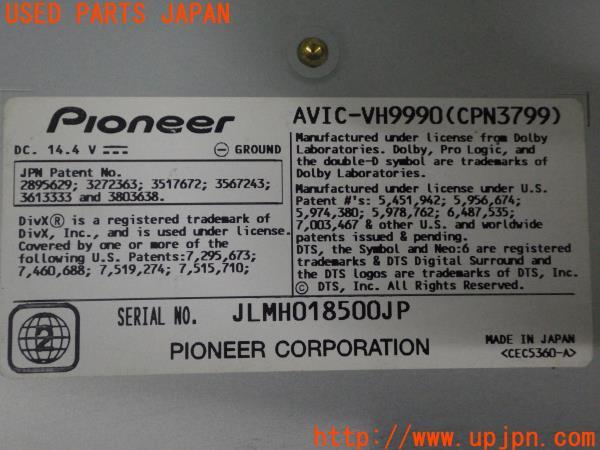 USED PARTS JAPAN
Pioneer
DC. 14.4 V
GROUND
JPN Patent No.
2895629; 3272363; 3517672; 3567243;
3613333 and 3803638.
DivX® is a registered trademark of
DivX, Inc., and is used under license.
Covered by one or more of the
following U.S. Patents:7,295,673;
7,460,688; 7,519,274; 7,515,710;
AVIC-VH9990(CPN3799)
Manufactured under license from Dolby
Laboratories. Dolby, Pro Logic, and
the double-D symbol are trademarks of
Dolby Laboratories.
Manufactured under license under U.S.
Patent #'s: 5,451,942; 5,956,674;
5,974,380; 5,978,762; 6,487,535;
7,003,467 & other U.S. and worldwide
patents issued & pending.
DTS, the Symbol and Neo:6 are registered
trademarks & DTS Digital Surround and
the DTS logos are trademarks of DTS, Inc.
© DTS, Inc. All Rights Reserved.
2
SERIAL NO. JLMH018500JP
PIONEER CORPORATION
MADE IN JAPAN
<CEC5360-A>
http://www.upjpn.com/